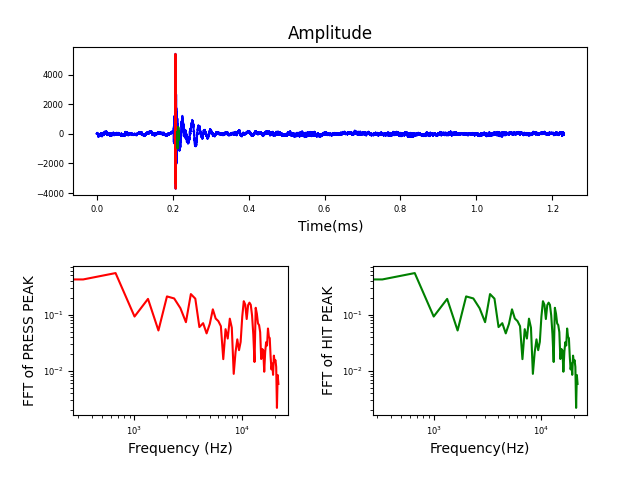 Amplitude
4000
2000
0
−2000
−4000
0.0 0.2 0.4 0.6 0.8 1.0 1.2
Time(ms)
FFT of PRESS PEAK
10⁻¹
10⁻²
10³ 10⁴
Frequency (Hz)
FFT of HIT PEAK
10⁻¹
10⁻²
10³ 10⁴
Frequency(Hz)